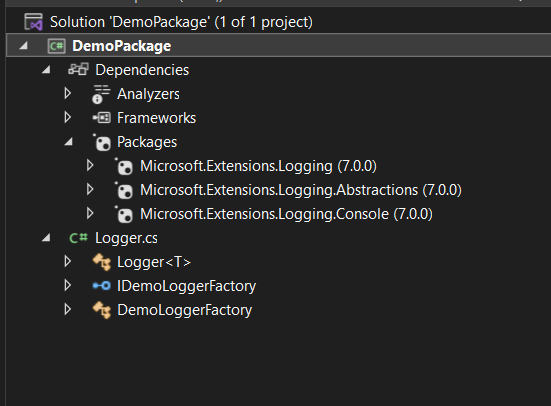 Solution 'DemoPackage' (1 of 1 project)
C# DemoPackage
Dependencies
Analyzers
Frameworks
Packages
Microsoft.Extensions.Logging (7.0.0)
Microsoft.Extensions.Logging.Abstractions (7.0.0)
Microsoft.Extensions.Logging.Console (7.0.0)
C# Logger.cs
Logger<T>
IDemoLoggerFactory
DemoLoggerFactory